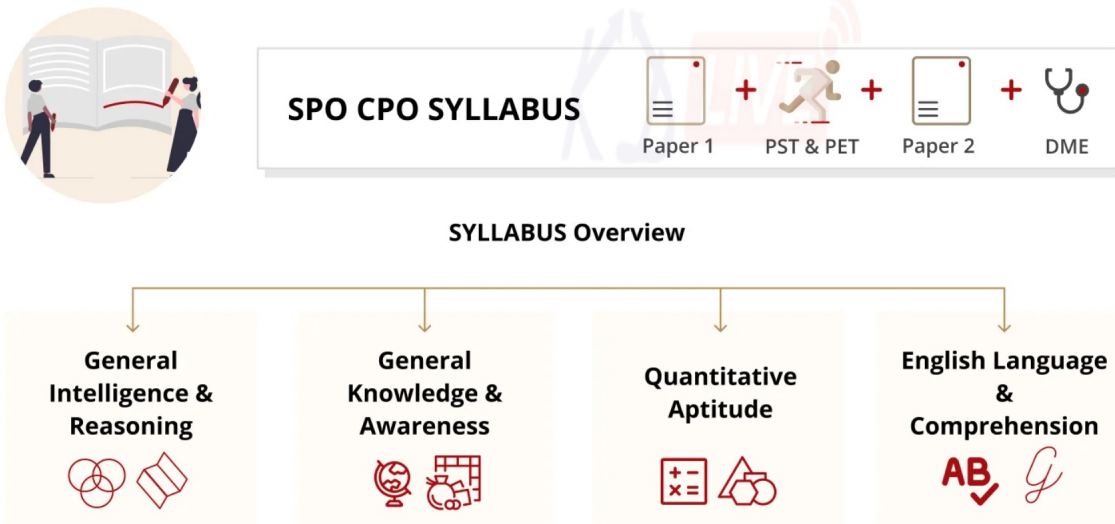 SPO CPO SYLLABUS
Paper 1
PST & PET
Paper 2
DME
SYLLABUS Overview
General
Intelligence &
Reasoning
General
Knowledge &
Awareness
Quantitative
Aptitude
English Language
&
Comprehension
AB
G
LIVE